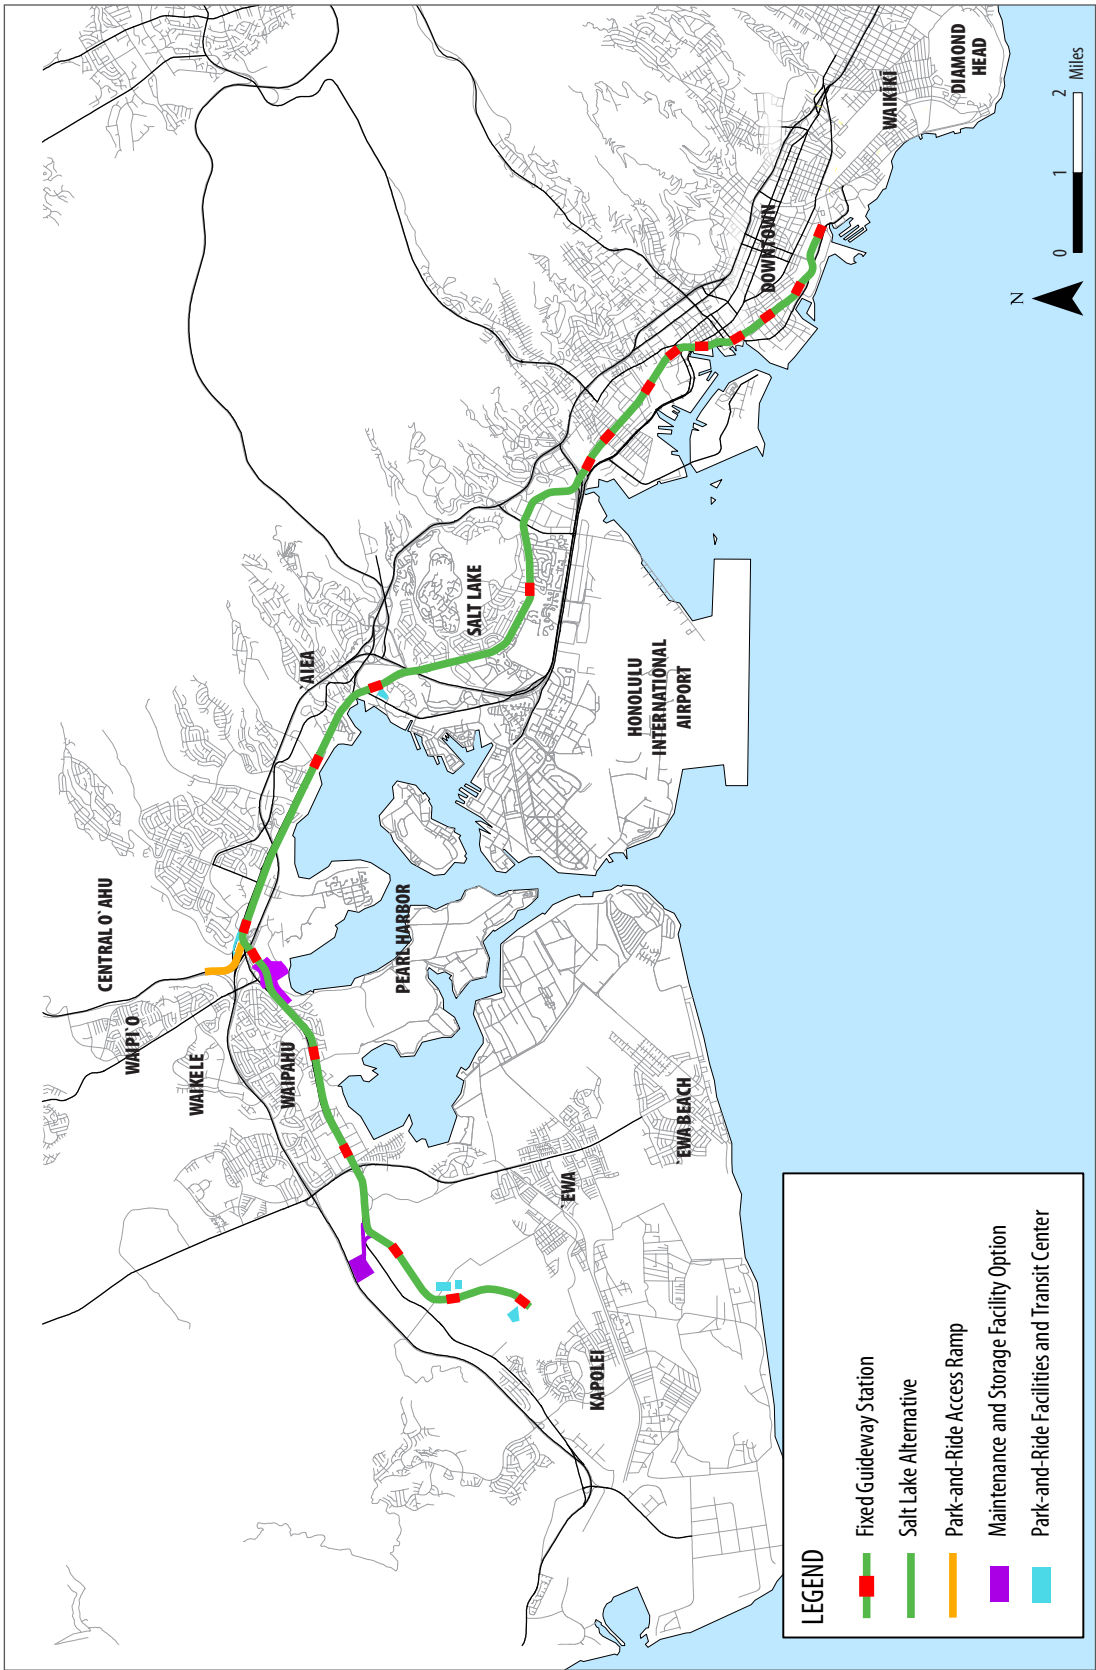 CENTRAL O`AHU
WAIPI`O
WAIKELE
WAIPAHU
`AIEA
PEARL HARBOR
SALT LAKE
HONOLULU
INTERNATIONAL
AIRPORT
DOWNTOWN
WAIKĪKĪ
DIAMOND
HEAD
`EWA
`EWA BEACH
KAPOLEI
N
0 1 2 Miles
LEGEND
Fixed Guideway Station
Salt Lake Alternative
Park-and-Ride Access Ramp
Maintenance and Storage Facility Option
Park-and-Ride Facilities and Transit Center